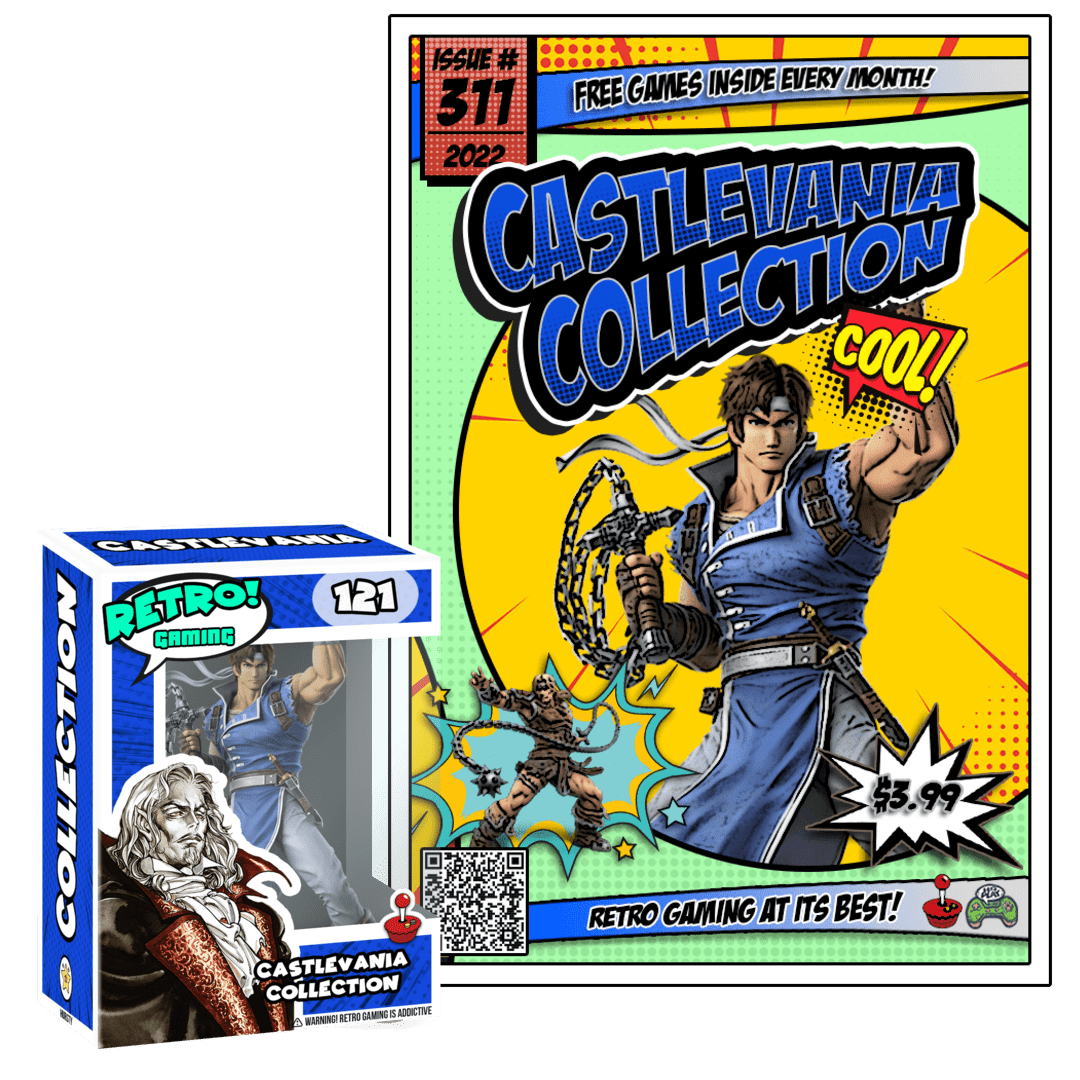 ISSUE #
311
2022
FREE GAMES INSIDE EVERY MONTH!
CASTLEVANIA
COLLECTION
COOL!
$3.99
RETRO GAMING AT ITS BEST!
CASTLEVANIA
COLLECTION
RETRO!
GAMING
121
CASTLEVANIA
COLLECTION
⚠ WARNING! RETRO GAMING IS ADDICTIVE